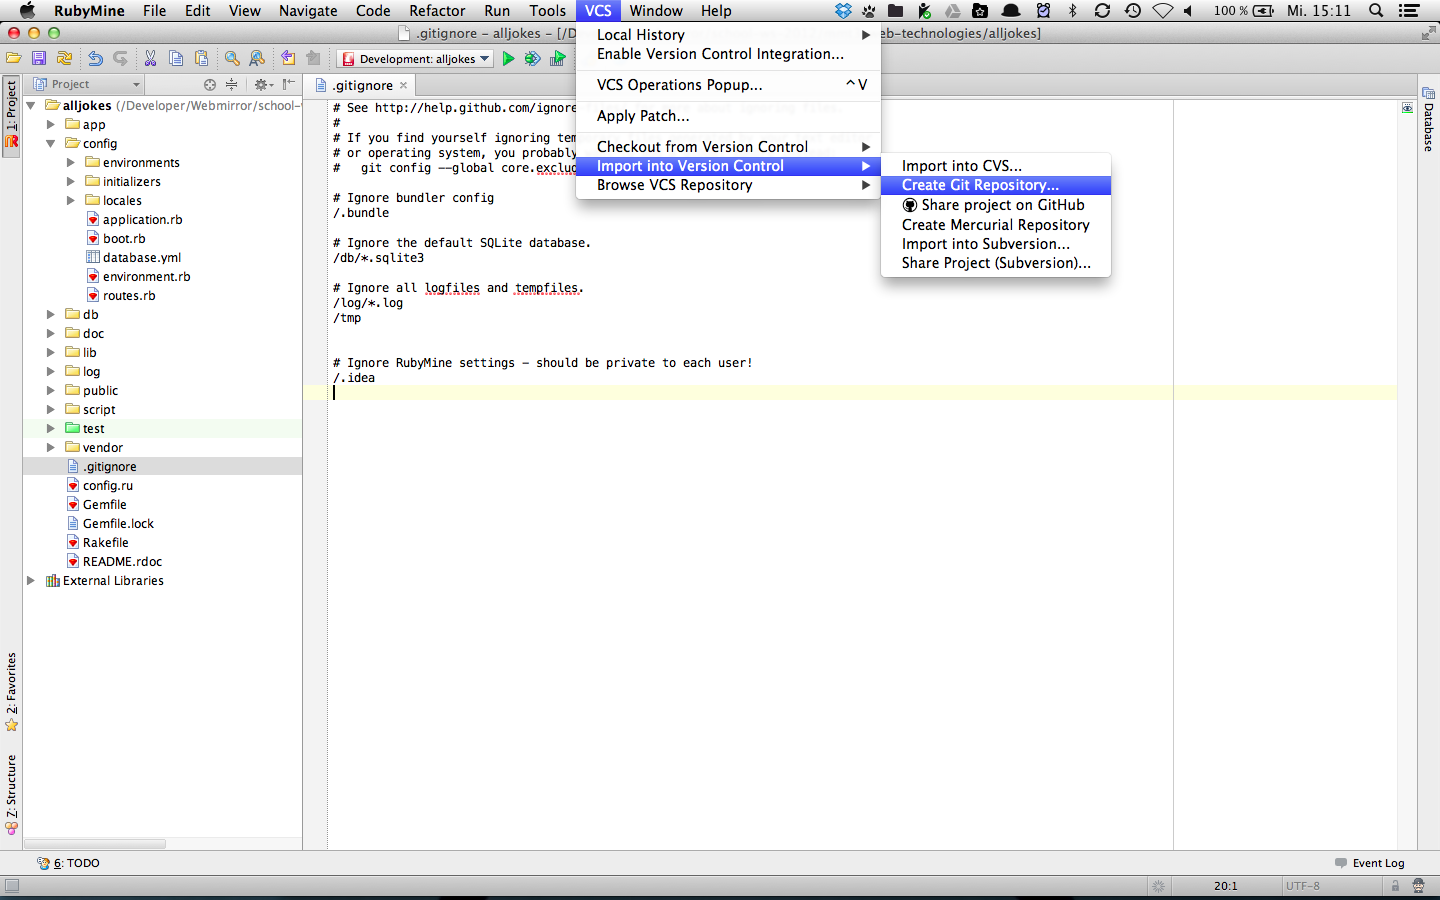 RubyMine File Edit View Navigate Code Refactor Run Tools VCS Window Help 100 % Mi. 15:11
.gitignore – alljokes – [/D eb-technologies/alljokes]
Development: alljokes
Project
.gitignore
1: Project
2: Favorites
7: Structure
Database
alljokes (/Developer/Webmirror/school-
app
config
environments
initializers
locales
application.rb
boot.rb
database.yml
environment.rb
routes.rb
db
doc
lib
log
public
script
test
vendor
.gitignore
config.ru
Gemfile
Gemfile.lock
Rakefile
README.rdoc
External Libraries
# See http://help.github.com/ignore
#
# If you find yourself ignoring tem
# or operating system, you probably
#   git config --global core.exclud
# Ignore bundler config
/.bundle
# Ignore the default SQLite database.
/db/*.sqlite3
# Ignore all logfiles and tempfiles.
/log/*.log
/tmp
# Ignore RubyMine settings – should be private to each user!
/.idea
Local History
Enable Version Control Integration...
VCS Operations Popup... ^V
Apply Patch...
Checkout from Version Control
Import into Version Control
Browse VCS Repository
Import into CVS...
Create Git Repository...
Share project on GitHub
Create Mercurial Repository
Import into Subversion...
Share Project (Subversion)...
6: TODO
Event Log
20:1 UTF-8